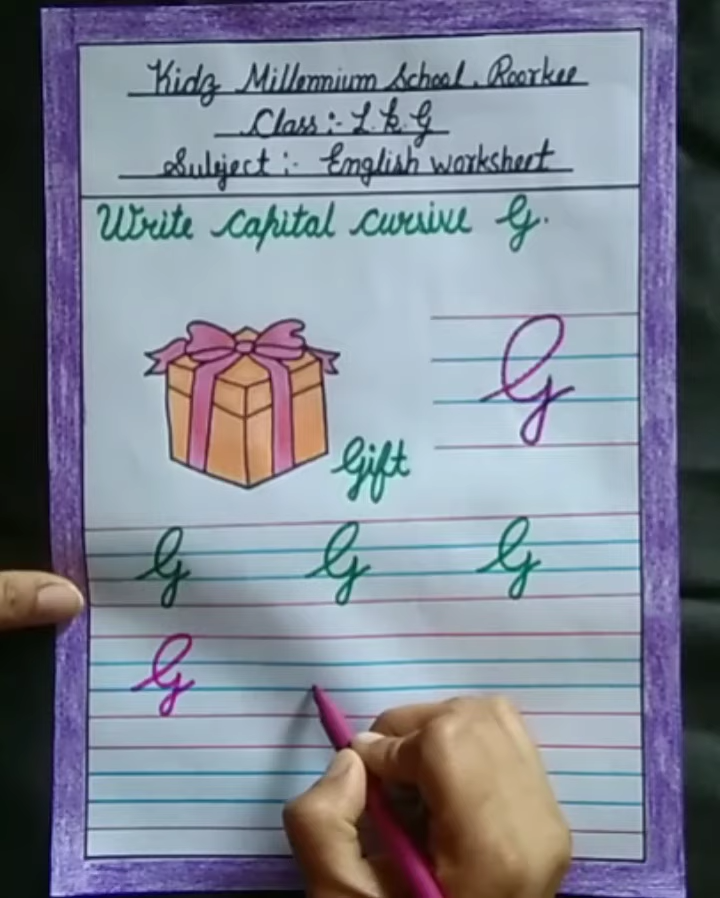 Kidz Millennium School, Roorkee
Class :- L.K.G
Subject :- English worksheet
Write capital cursive G.
G
Gift
G G G
G